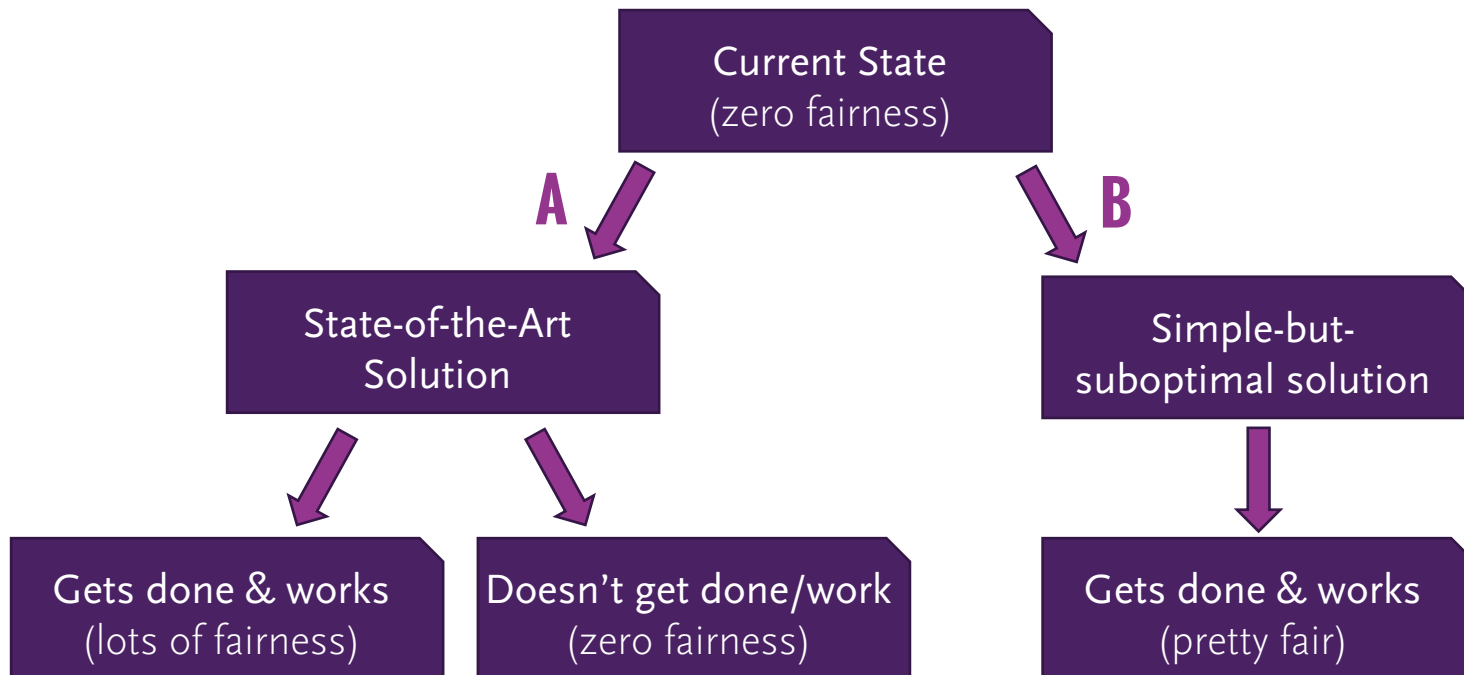 Current State
(zero fairness)
A
B
State-of-the-Art
Solution
Simple-but-
suboptimal solution
Gets done & works
(lots of fairness)
Doesn't get done/work
(zero fairness)
Gets done & works
(pretty fair)